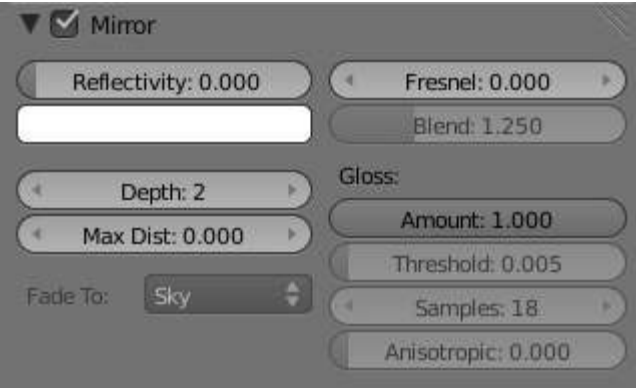 Mirror
Reflectivity: 0.000
Fresnel: 0.000
Blend: 1.250
Depth: 2
Max Dist: 0.000
Fade To: Sky
Gloss:
Amount: 1.000
Threshold: 0.005
Samples: 18
Anisotropic: 0.000